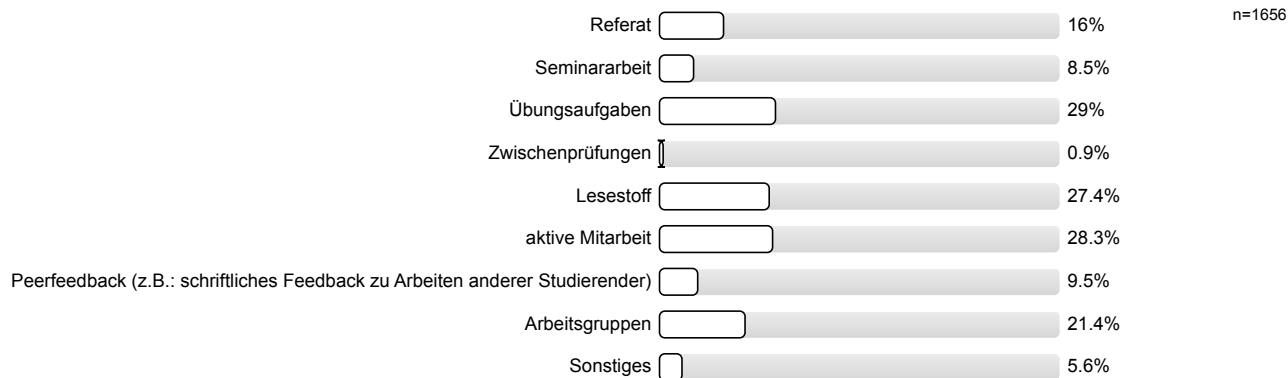 n=1656
Referat 16%
Seminararbeit 8.5%
Übungsaufgaben 29%
Zwischenprüfungen 0.9%
Lesestoff 27.4%
aktive Mitarbeit 28.3%
Peerfeedback (z.B.: schriftliches Feedback zu Arbeiten anderer Studierender) 9.5%
Arbeitsgruppen 21.4%
Sonstiges 5.6%